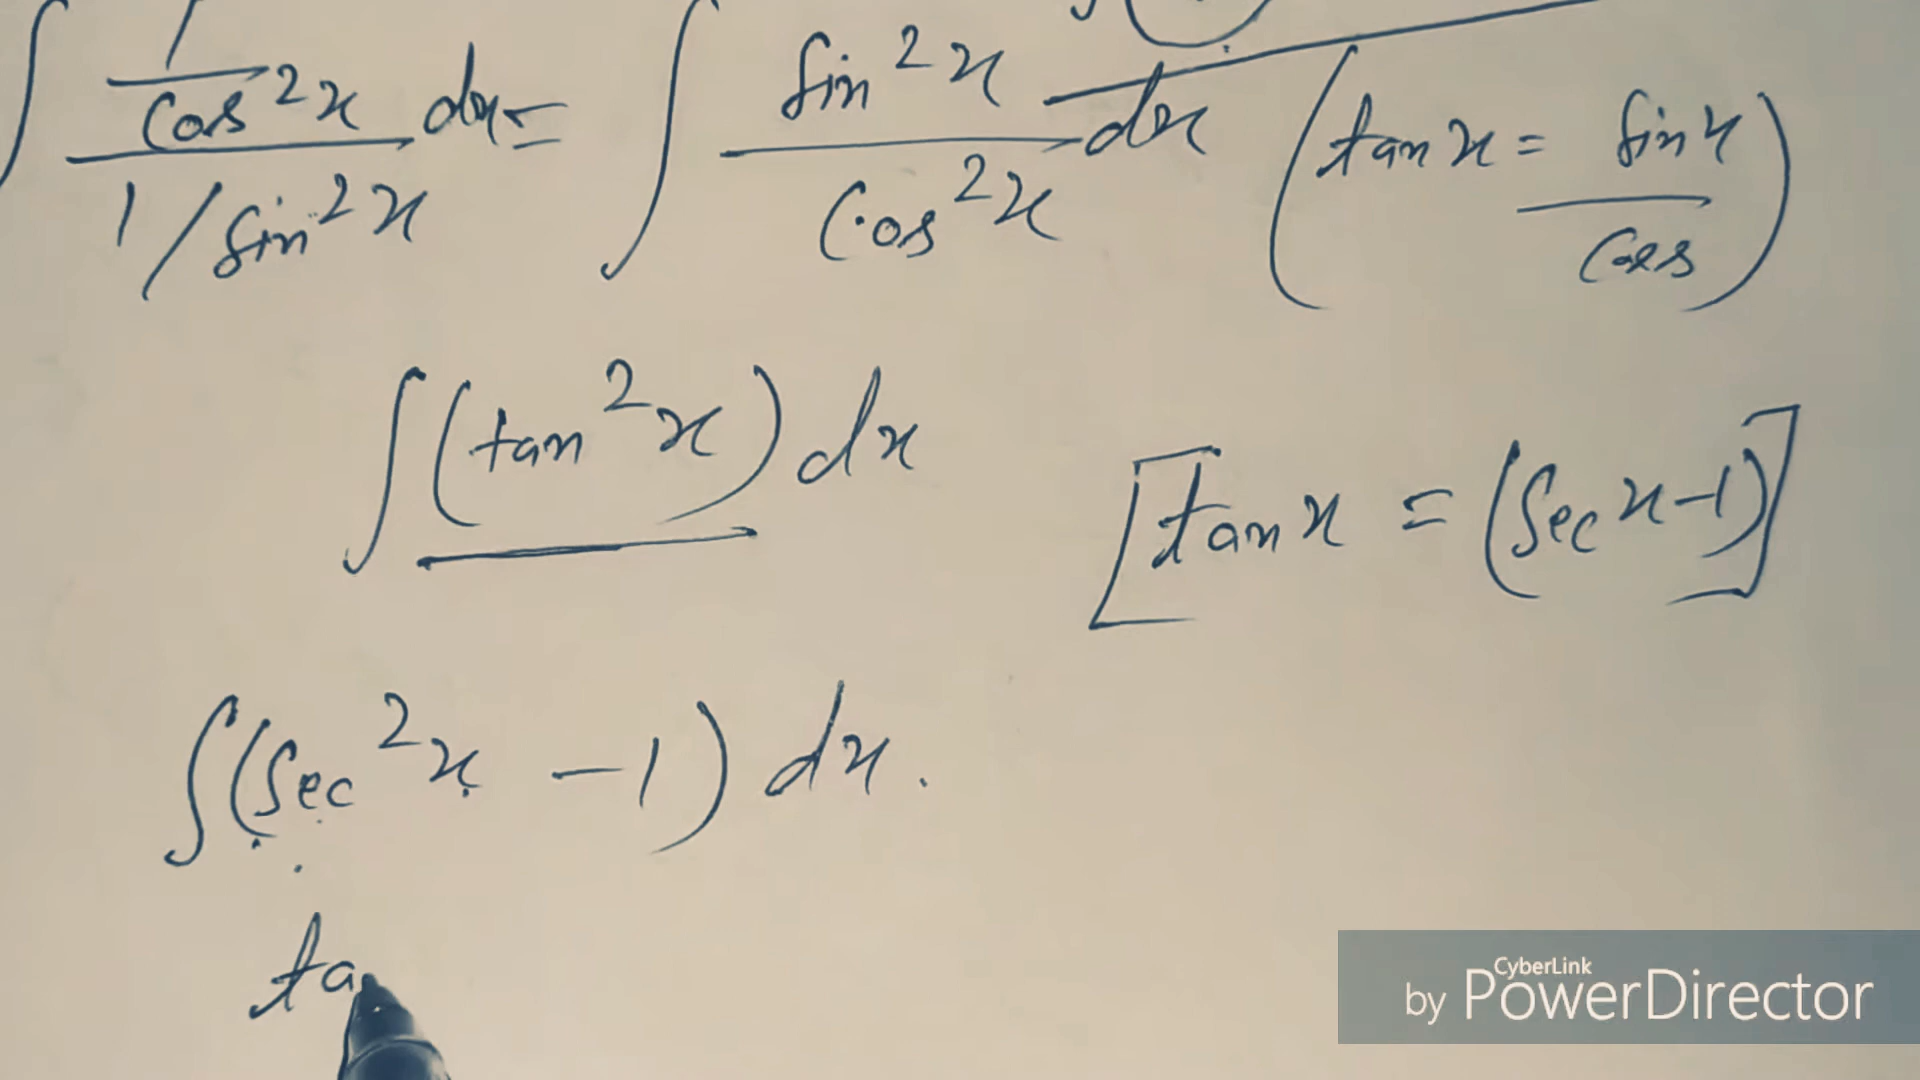 ∫ 1/cos²x / 1/sin²x dx = ∫ sin²x / cos²x dx (tan x = sin x / cos)
∫(tan²x) dx
[tan x = (sec x-1)]
∫(sec²x -1) dx.
ta
by CyberLink PowerDirector